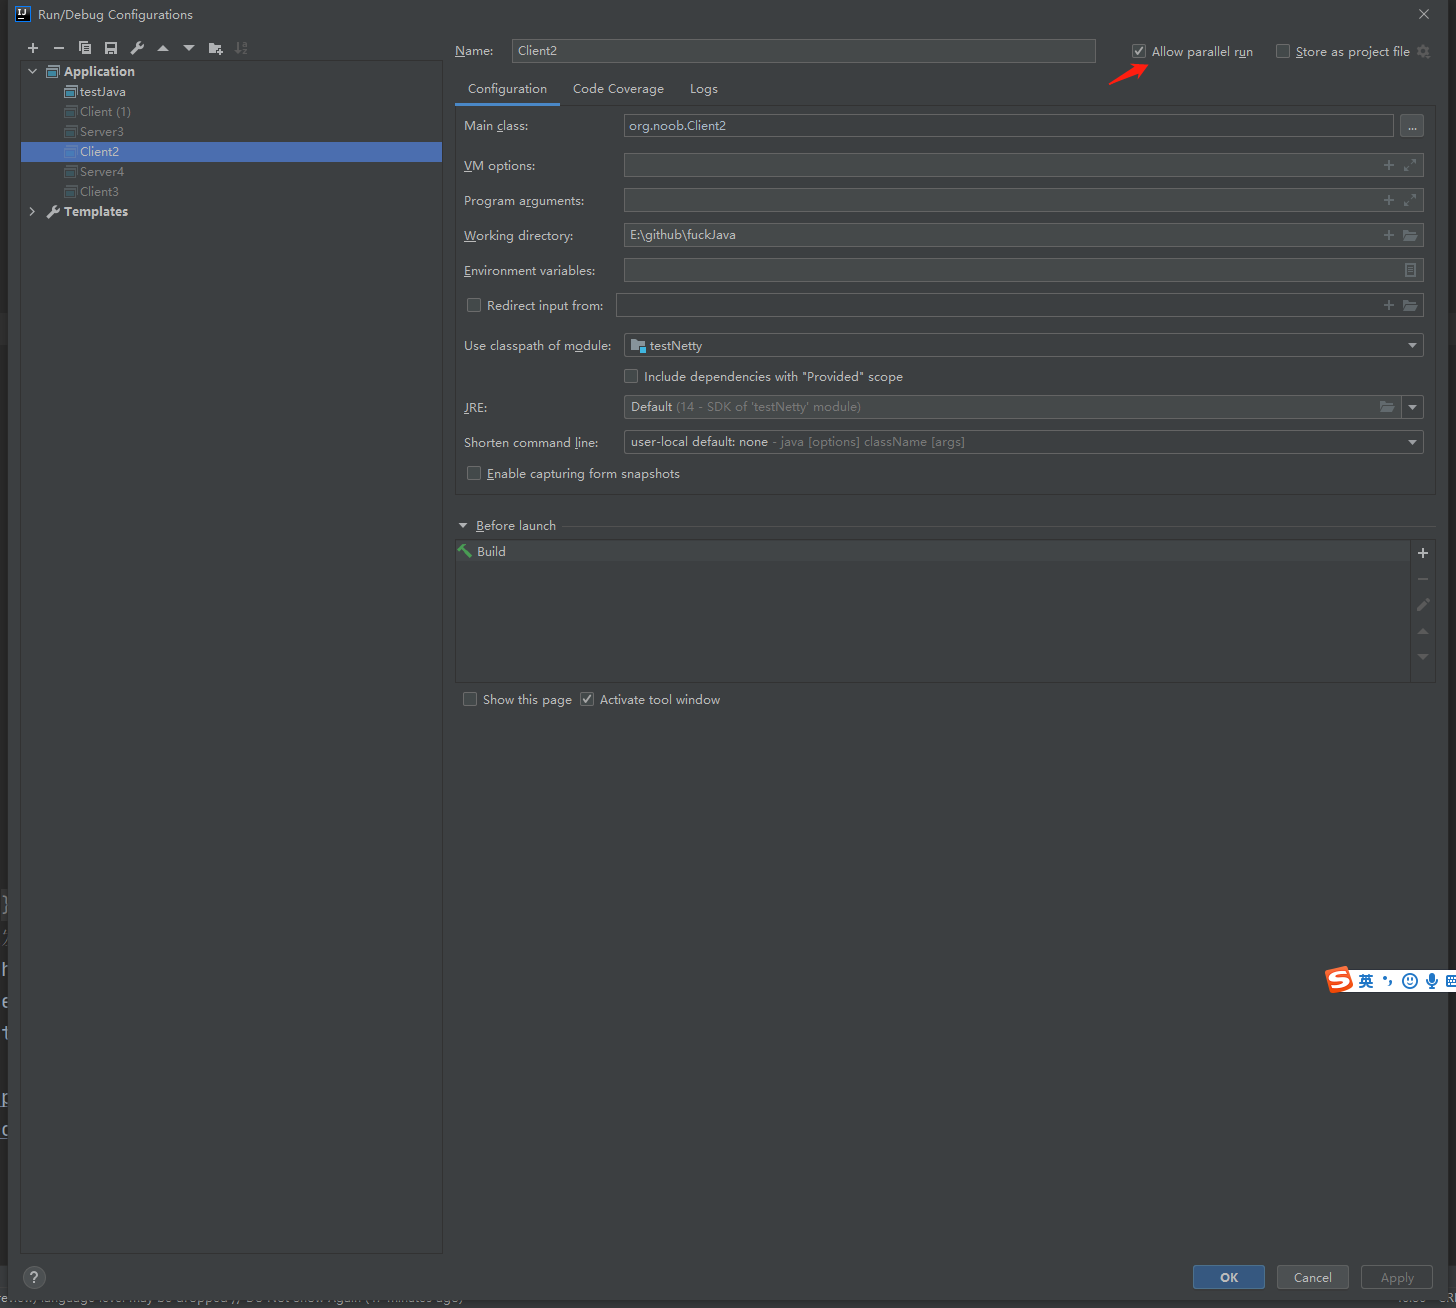 Run/Debug Configurations
Application
testJava
Client (1)
Server3
Client2
Server4
Client3
Templates
Name: Client2
Allow parallel run
Store as project file
Configuration Code Coverage Logs
Main class: org.noob.Client2 ...
VM options:
Program arguments:
Working directory: E:\github\fuckJava
Environment variables:
Redirect input from:
Use classpath of module: testNetty
Include dependencies with "Provided" scope
JRE: Default (14 - SDK of 'testNetty' module)
Shorten command line: user-local default: none - java [options] className [args]
Enable capturing form snapshots
Before launch
Build
Show this page Activate tool window
英
? OK Cancel Apply